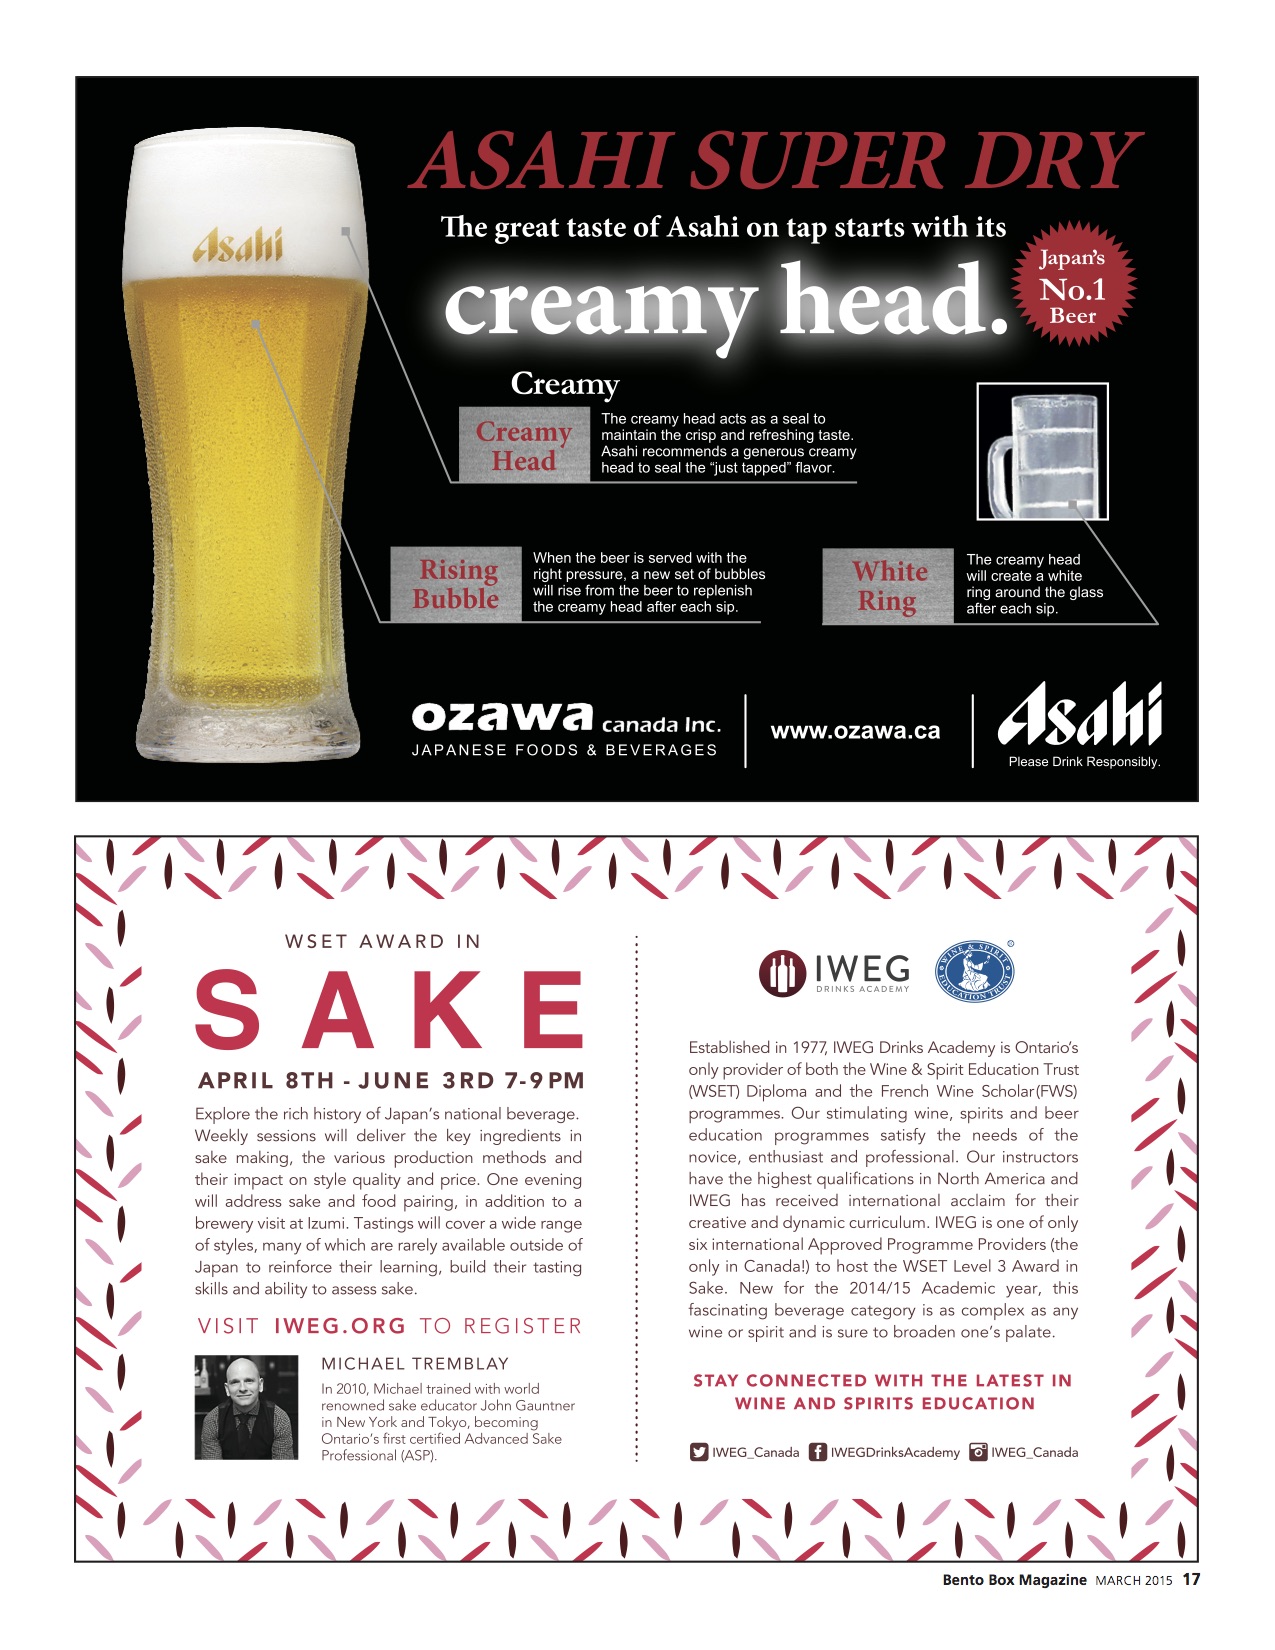 ASAHI SUPER DRY
The great taste of Asahi on tap starts with its
creamy head.
Japan's
No.1
Beer
Asahi
Creamy
Creamy
Head
The creamy head acts as a seal to
maintain the crisp and refreshing taste.
Asahi recommends a generous creamy
head to seal the “just tapped” flavor.
Rising
Bubble
When the beer is served with the
right pressure, a new set of bubbles
will rise from the beer to replenish
the creamy head after each sip.
White
Ring
The creamy head
will create a white
ring around the glass
after each sip.
ozawa canada Inc.
JAPANESE FOODS & BEVERAGES
www.ozawa.ca
Asahi
Please Drink Responsibly.
WSET AWARD IN
SAKE
APRIL 8TH - JUNE 3RD 7-9PM
Explore the rich history of Japan's national beverage.
Weekly sessions will deliver the key ingredients in
sake making, the various production methods and
their impact on style quality and price. One evening
will address sake and food pairing, in addition to a
brewery visit at Izumi. Tastings will cover a wide range
of styles, many of which are rarely available outside of
Japan to reinforce their learning, build their tasting
skills and ability to assess sake.
VISIT IWEG.ORG TO REGISTER
MICHAEL TREMBLAY
In 2010, Michael trained with world
renowned sake educator John Gauntner
in New York and Tokyo, becoming
Ontario's first certified Advanced Sake
Professional (ASP).
IWEG
DRINKS ACADEMY
WINE & SPIRIT
EDUCATION TRUST
®
Established in 1977, IWEG Drinks Academy is Ontario's
only provider of both the Wine & Spirit Education Trust
(WSET) Diploma and the French Wine Scholar(FWS)
programmes. Our stimulating wine, spirits and beer
education programmes satisfy the needs of the
novice, enthusiast and professional. Our instructors
have the highest qualifications in North America and
IWEG has received international acclaim for their
creative and dynamic curriculum. IWEG is one of only
six international Approved Programme Providers (the
only in Canada!) to host the WSET Level 3 Award in
Sake. New for the 2014/15 Academic year, this
fascinating beverage category is as complex as any
wine or spirit and is sure to broaden one's palate.
STAY CONNECTED WITH THE LATEST IN
WINE AND SPIRITS EDUCATION
IWEG_Canada IWEGDrinksAcademy IWEG_Canada
Bento Box Magazine MARCH 2015 17